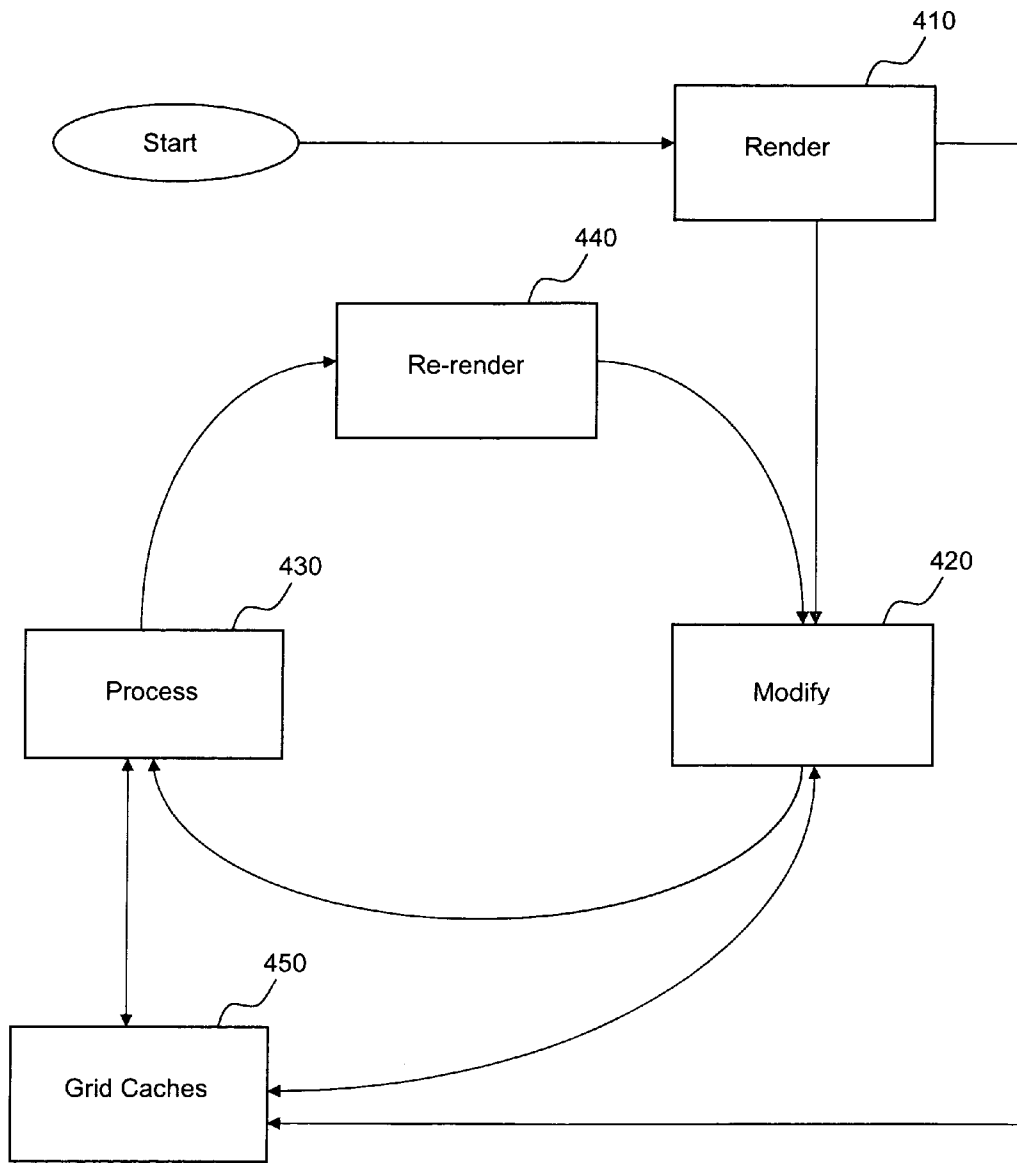 410
Start
Render
440
Re-render
430
420
Process
Modify
450
Grid Caches